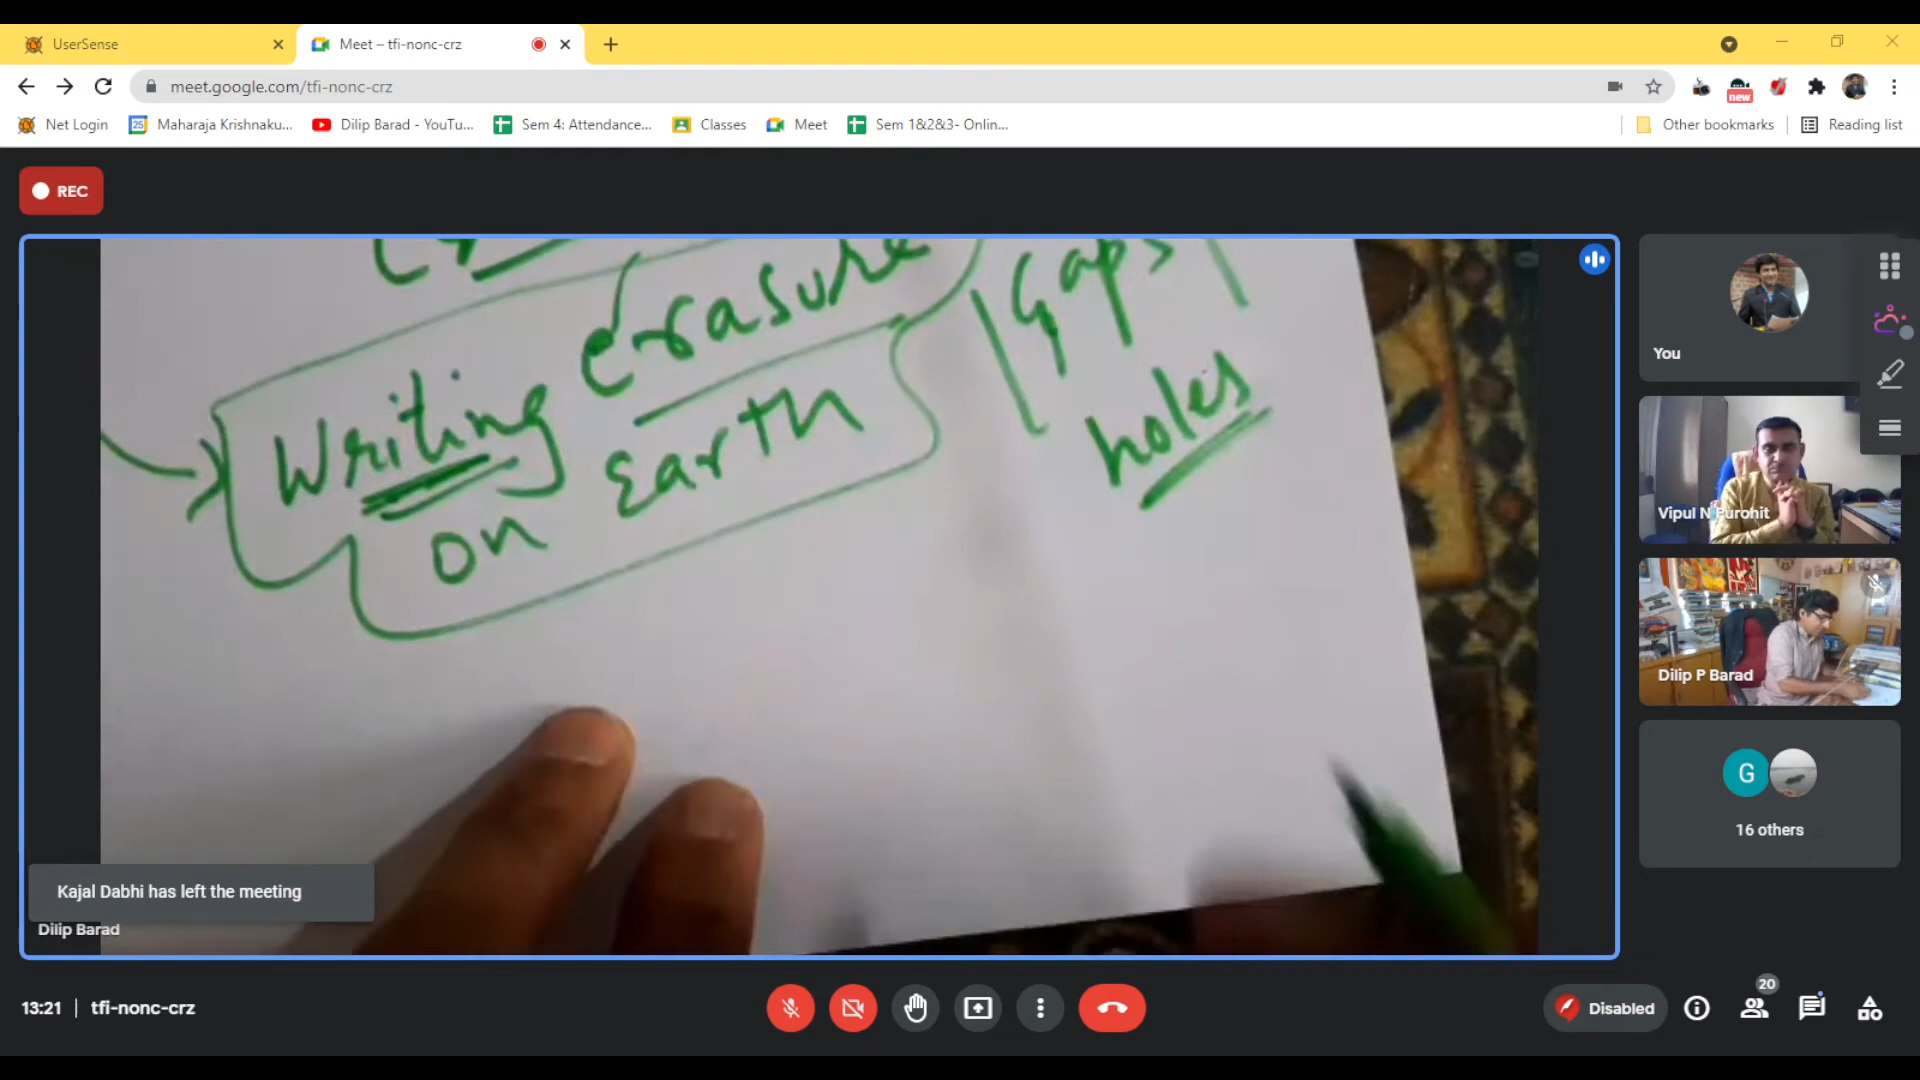 UserSense
Meet – tfi-nonc-crz
meet.google.com/tfi-nonc-crz
new
Net Login
25
Maharaja Krishnaku...
Dilip Barad - YouTu...
Sem 4: Attendance...
Classes
Meet
Sem 1&2&3- Onlin...
Other bookmarks
Reading list
REC
erasure
Writing
on Earth
Gaps
holes
You
Vipul N Purohit
Dilip P Barad
G
16 others
Kajal Dabhi has left the meeting
Dilip Barad
13:21 | tfi-nonc-crz
Disabled
20